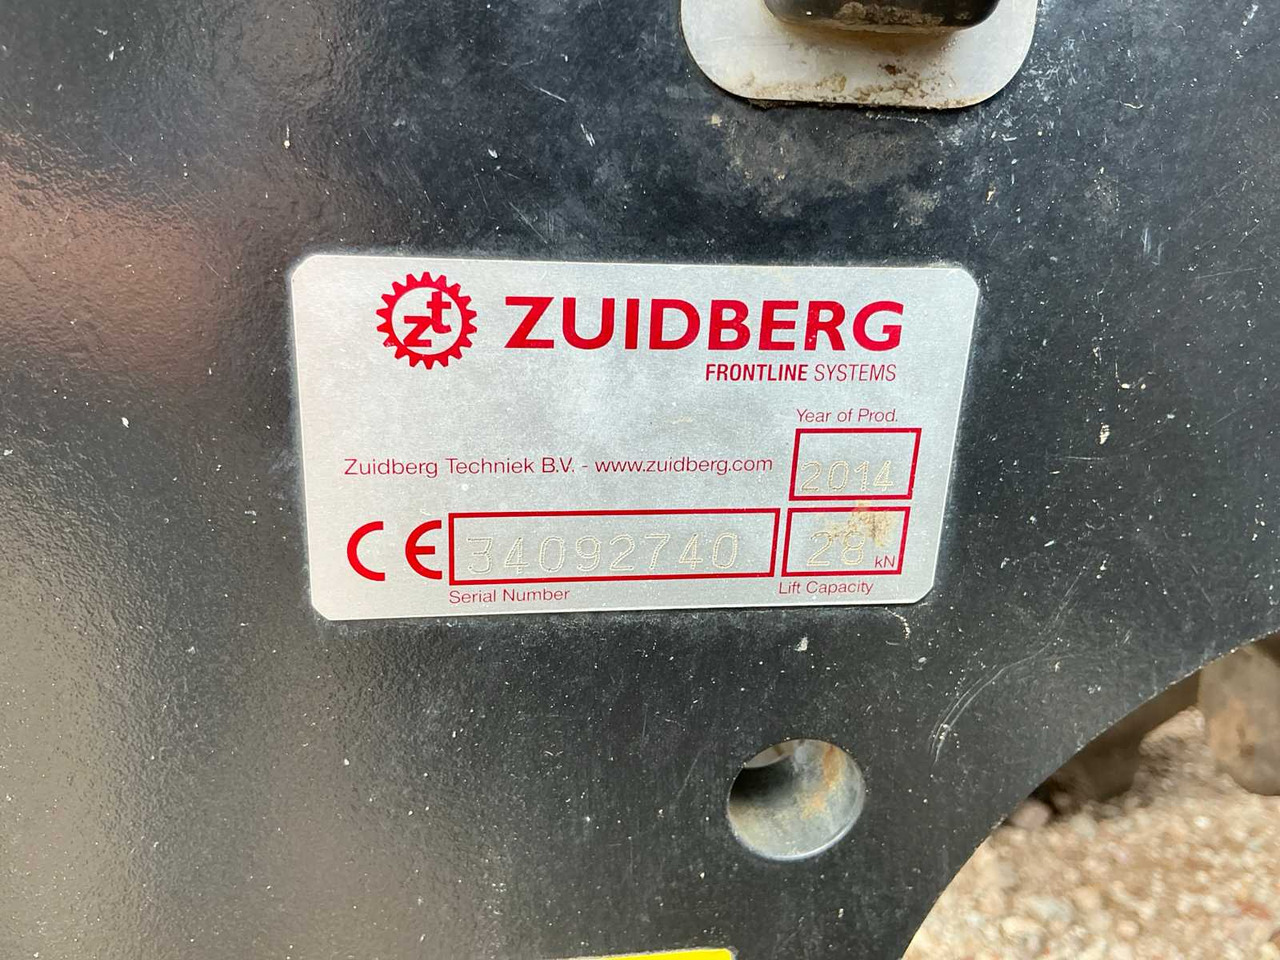 zt ZUIDBERG
FRONTLINE SYSTEMS
Year of Prod.
2014
Zuidberg Techniek B.V. - www.zuidberg.com
CE 34092740 28 kN
Serial Number Lift Capacity